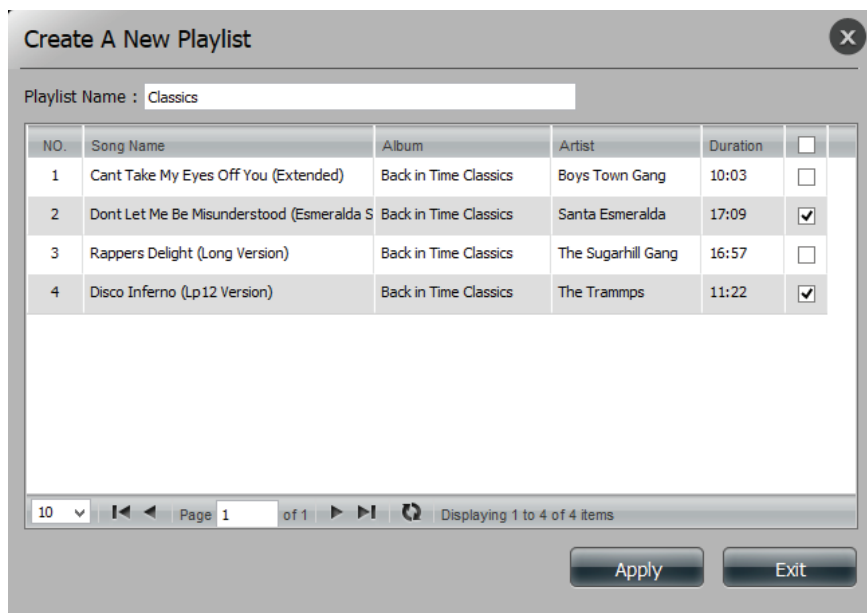 Create A New Playlist
Playlist Name : Classics
NO. Song Name Album Artist Duration
1 Cant Take My Eyes Off You (Extended) Back in Time Classics Boys Town Gang 10:03
2 Dont Let Me Be Misunderstood (Esmeralda S Back in Time Classics Santa Esmeralda 17:09
3 Rappers Delight (Long Version) Back in Time Classics The Sugarhill Gang 16:57
4 Disco Inferno (Lp12 Version) Back in Time Classics The Trammps 11:22
10 Page 1 of 1 Displaying 1 to 4 of 4 items
Apply Exit